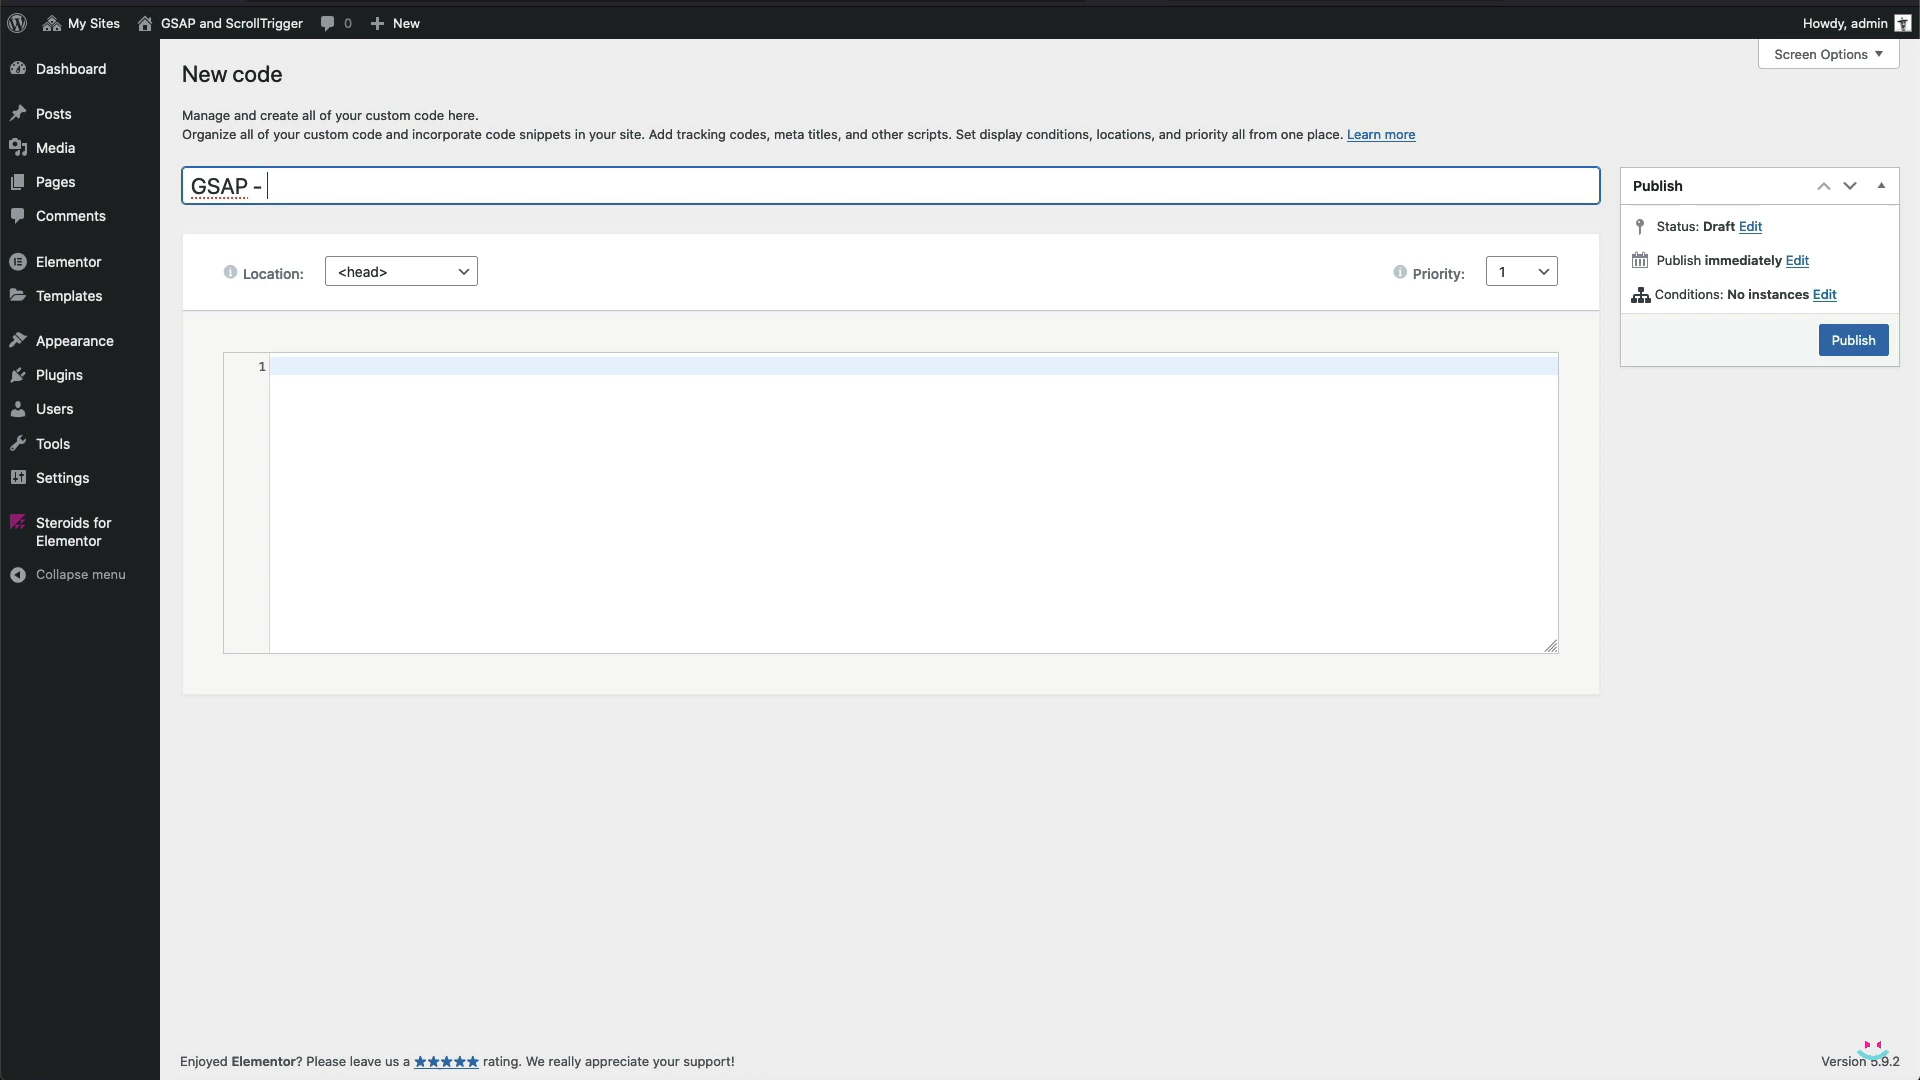 My Sites GSAP and ScrollTrigger 0 New Howdy, admin
Screen Options
Dashboard
Posts
Media
Pages
Comments
Elementor
Templates
Appearance
Plugins
Users
Tools
Settings
Steroids for
Elementor
Collapse menu
New code
Manage and create all of your custom code here.
Organize all of your custom code and incorporate code snippets in your site. Add tracking codes, meta titles, and other scripts. Set display conditions, locations, and priority all from one place. Learn more
GSAP -
Location: <head> Priority: 1
1
Publish
Status: Draft Edit
Publish immediately Edit
Conditions: No instances Edit
Publish
Enjoyed Elementor? Please leave us a ★★★★★ rating. We really appreciate your support!
Version 5.9.2